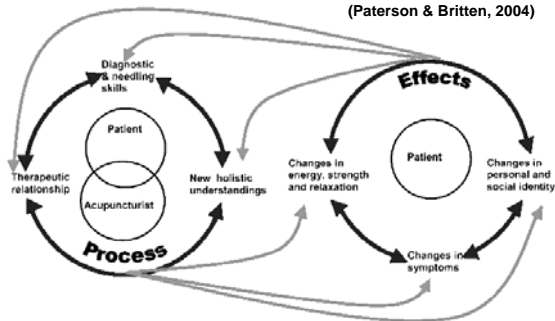 (Paterson & Britten, 2004)
Diagnostic
& needling
skills
Patient
Therapeutic
relationship
New holistic
understandings
Acupuncturist
Process
Effects
Patient
Changes in
energy, strength
and relaxation
Changes in
personal and
social identity
Changes in
symptoms